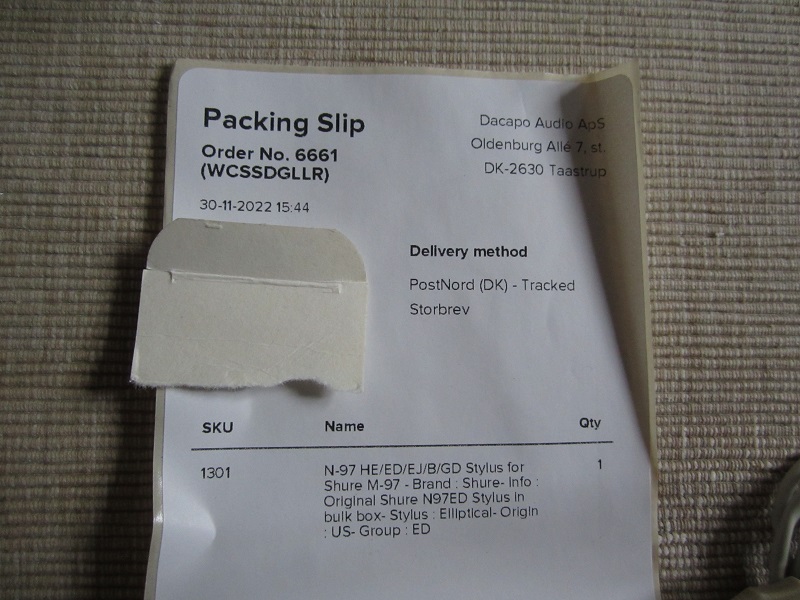 Packing Slip
Order No. 6661
(WCSSDGLLR)
30-11-2022 15:44
Dacapo Audio ApS
Oldenburg Allé 7, st.
DK-2630 Taastrup
Delivery method
PostNord (DK) - Tracked
Storbrev
SKU Name Qty
1301 N-97 HE/ED/EJ/B/GD Stylus for 1
Shure M-97 - Brand : Shure- Info :
Original Shure N97ED Stylus in
bulk box- Stylus : Elliptical- Origin
: US- Group : ED